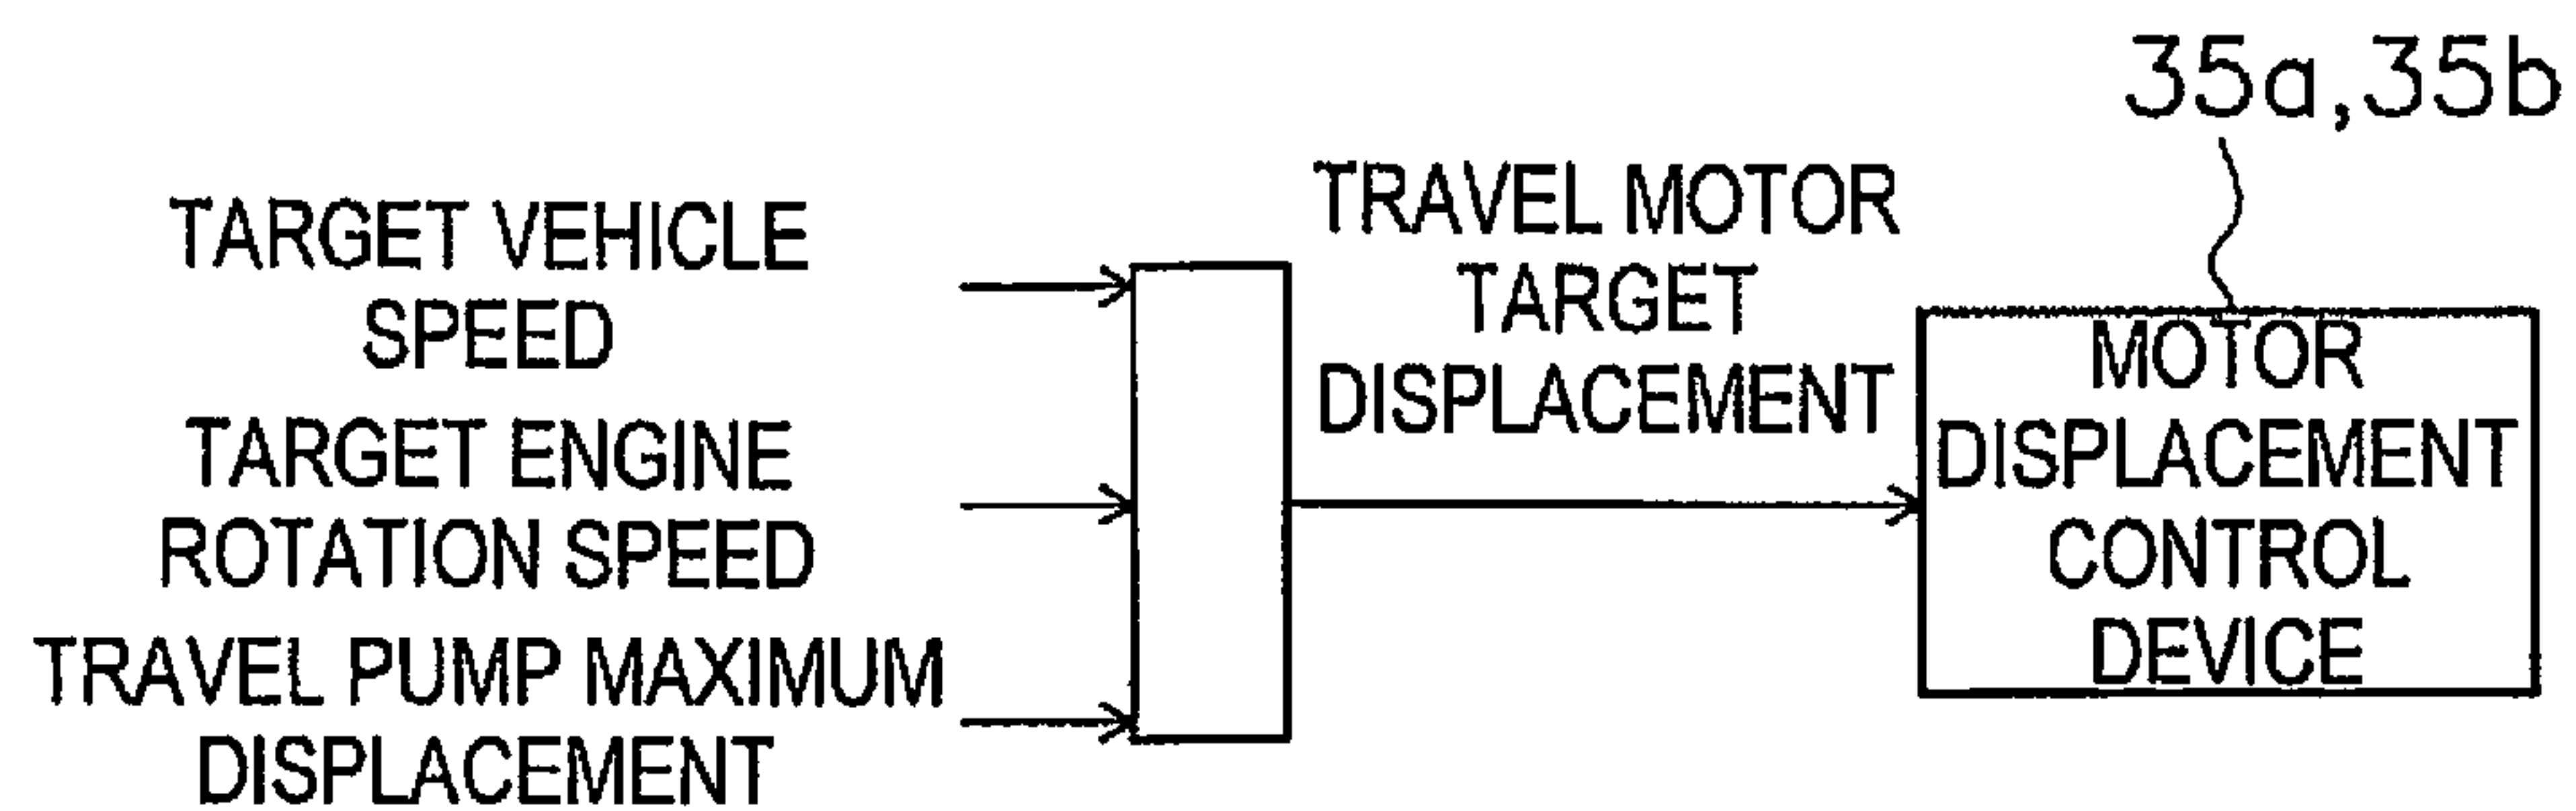 35a,35b
TARGET VEHICLE
SPEED
TARGET ENGINE
ROTATION SPEED
TRAVEL PUMP MAXIMUM
DISPLACEMENT
TRAVEL MOTOR
TARGET
DISPLACEMENT
MOTOR
DISPLACEMENT
CONTROL
DEVICE